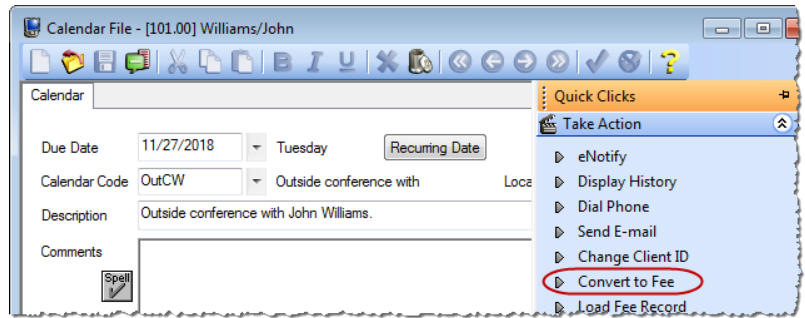 Calendar File - [101.00] Williams/John
B I U
Calendar
Due Date 11/27/2018 Tuesday Recurring Date
Calendar Code OutCW Outside conference with Loca
Description Outside conference with John Williams.
Comments
Spell
Quick Clicks
Take Action
eNotify
Display History
Dial Phone
Send E-mail
Change Client ID
Convert to Fee
Load Fee Record